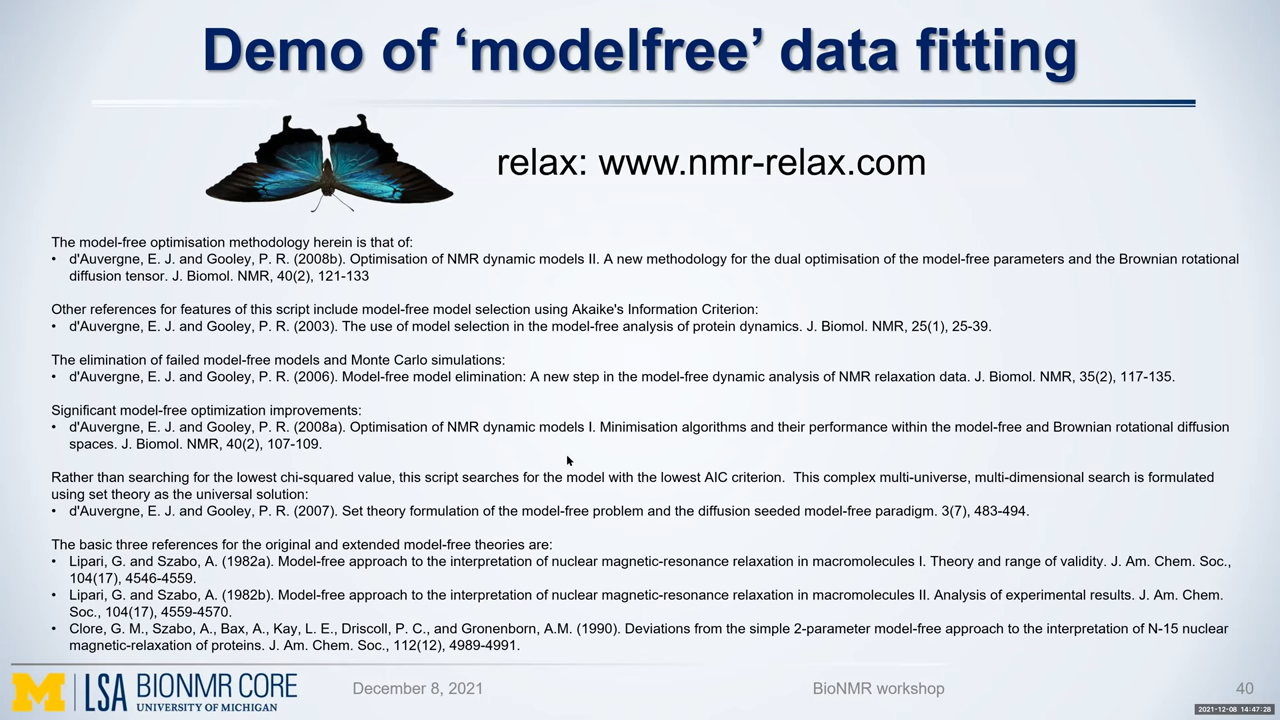 Demo of ‘modelfree’ data fitting
relax: www.nmr-relax.com
The model-free optimisation methodology herein is that of:
• d'Auvergne, E. J. and Gooley, P. R. (2008b). Optimisation of NMR dynamic models II. A new methodology for the dual optimisation of the model-free parameters and the Brownian rotational
diffusion tensor. J. Biomol. NMR, 40(2), 121-133
Other references for features of this script include model-free model selection using Akaike's Information Criterion:
• d'Auvergne, E. J. and Gooley, P. R. (2003). The use of model selection in the model-free analysis of protein dynamics. J. Biomol. NMR, 25(1), 25-39.
The elimination of failed model-free models and Monte Carlo simulations:
• d'Auvergne, E. J. and Gooley, P. R. (2006). Model-free model elimination: A new step in the model-free dynamic analysis of NMR relaxation data. J. Biomol. NMR, 35(2), 117-135.
Significant model-free optimization improvements:
• d'Auvergne, E. J. and Gooley, P. R. (2008a). Optimisation of NMR dynamic models I. Minimisation algorithms and their performance within the model-free and Brownian rotational diffusion
spaces. J. Biomol. NMR, 40(2), 107-109.
Rather than searching for the lowest chi-squared value, this script searches for the model with the lowest AIC criterion. This complex multi-universe, multi-dimensional search is formulated
using set theory as the universal solution:
• d'Auvergne, E. J. and Gooley, P. R. (2007). Set theory formulation of the model-free problem and the diffusion seeded model-free paradigm. 3(7), 483-494.
The basic three references for the original and extended model-free theories are:
• Lipari, G. and Szabo, A. (1982a). Model-free approach to the interpretation of nuclear magnetic-resonance relaxation in macromolecules I. Theory and range of validity. J. Am. Chem. Soc.,
104(17), 4546-4559.
• Lipari, G. and Szabo, A. (1982b). Model-free approach to the interpretation of nuclear magnetic-resonance relaxation in macromolecules II. Analysis of experimental results. J. Am. Chem.
Soc., 104(17), 4559-4570.
• Clore, G. M., Szabo, A., Bax, A., Kay, L. E., Driscoll, P. C., and Gronenborn, A.M. (1990). Deviations from the simple 2-parameter model-free approach to the interpretation of N-15 nuclear
magnetic-relaxation of proteins. J. Am. Chem. Soc., 112(12), 4989-4991.
M LSA BIONMR CORE
UNIVERSITY OF MICHIGAN
December 8, 2021
BioNMR workshop
40
2021-12-08 14:47:28